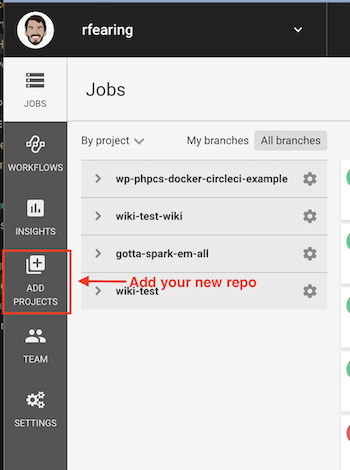 rfearing
JOBS
Jobs
WORKFLOWS
By project
My branches
All branches
wp-phpcs-docker-circleci-example
INSIGHTS
wiki-test-wiki
gotta-spark-em-all
ADD
PROJECTS
Add your new repo
wiki-test
TEAM
SETTINGS